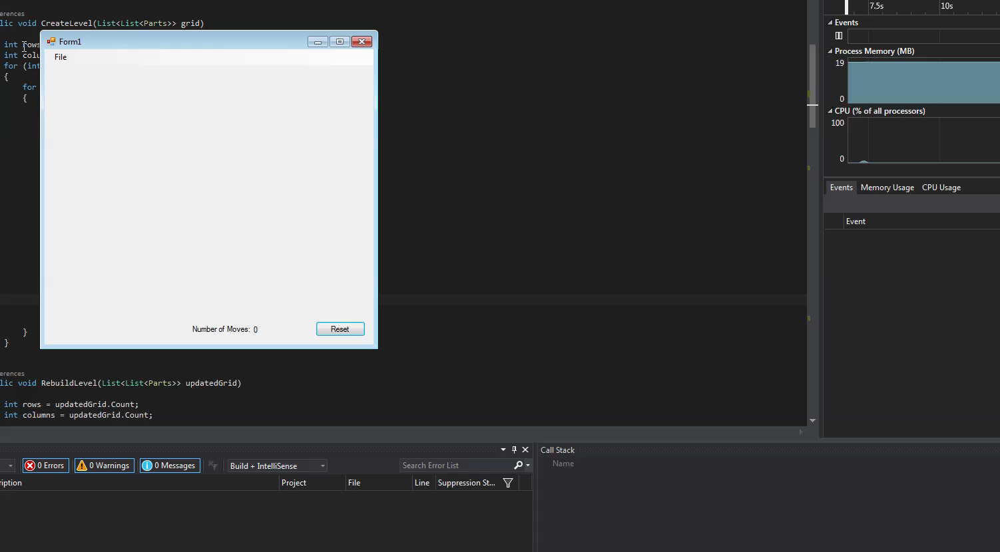 erences
lic void CreateLevel(List<List<Parts>> grid)
int rows
int colu
for (int
{
for
{
}
}
erences
lic void RebuildLevel(List<List<Parts>> updatedGrid)
int rows = updatedGrid.Count;
int columns = updatedGrid.Count;
Form1
File
Number of Moves: 0
Reset
7.5s 10s
Events
Process Memory (MB)
19
0
CPU (% of all processors)
100
0
Events Memory Usage CPU Usage
Event
0 Errors 0 Warnings 0 Messages Build + IntelliSense Search Error List
ription Project File Line Suppression St...
Call Stack
Name